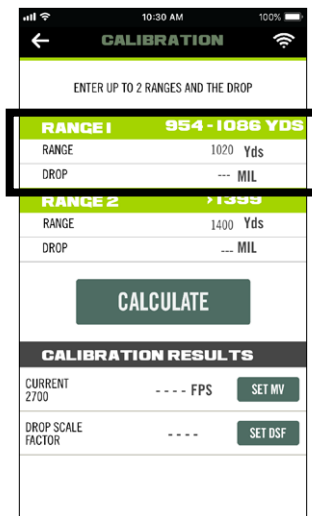 10:30 AM 100%
CALIBRATION
ENTER UP TO 2 RANGES AND THE DROP
RANGE 1 954 - 1086 YDS
RANGE 1020 Yds
DROP --- MIL
RANGE 2 >1399
RANGE 1400 Yds
DROP --- MIL
CALCULATE
CALIBRATION RESULTS
CURRENT
2700 ---- FPS SET MV
DROP SCALE
FACTOR ---- SET DSF